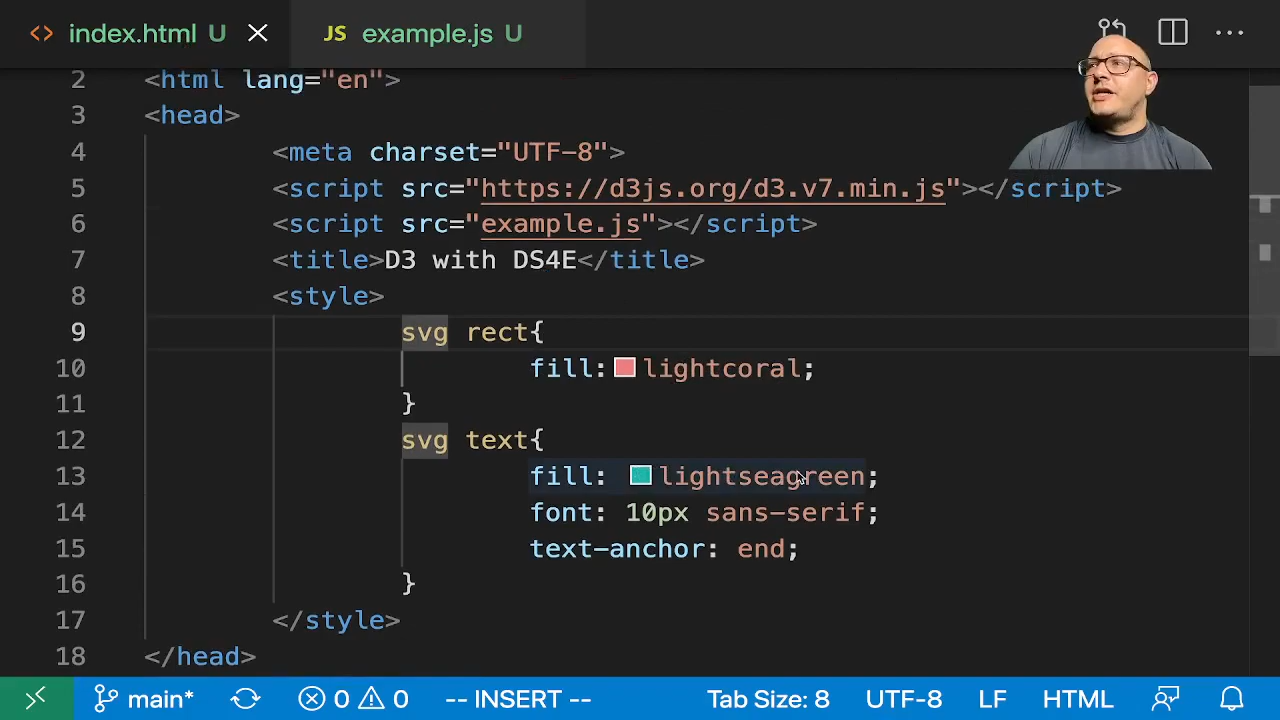 index.html U JS example.js U
2 <html lang="en">
3 <head>
4 <meta charset="UTF-8">
5 <script src="https://d3js.org/d3.v7.min.js"></script>
6 <script src="example.js"></script>
7 <title>D3 with DS4E</title>
8 <style>
9 svg rect{
10 fill: lightcoral;
11 }
12 svg text{
13 fill: lightseagreen;
14 font: 10px sans-serif;
15 text-anchor: end;
16 }
17 </style>
18 </head>
main* 0 0 -- INSERT -- Tab Size: 8 UTF-8 LF HTML